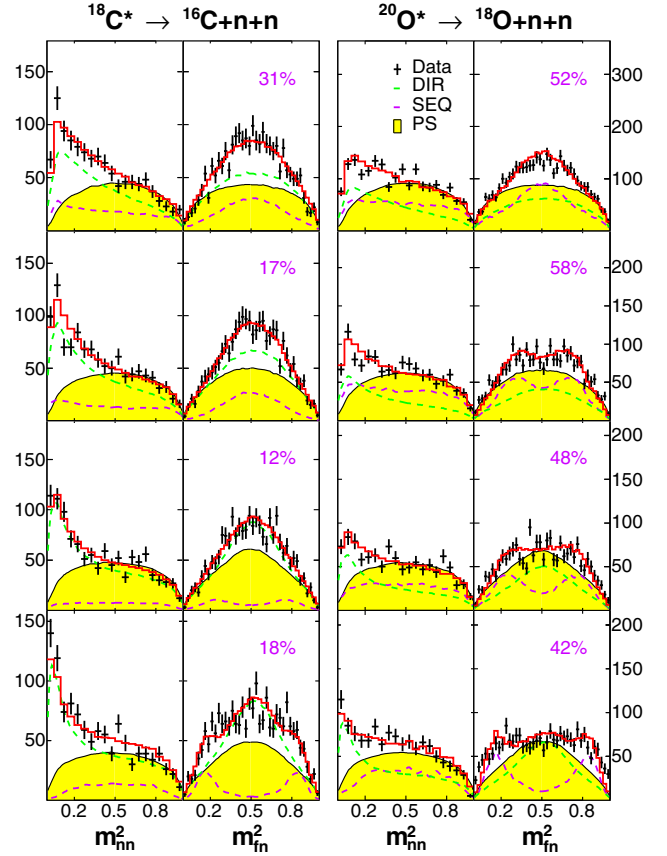 ¹⁸C* → ¹⁶C+n+n ²⁰O* → ¹⁸O+n+n
150 100 50 31% Data DIR SEQ PS 52% 300 200 100
150 100 50 17% 58% 200 150 100 50
150 100 50 12% 48% 200 150 100 50
150 100 50 18% 42% 200 150 100 50
0.2 0.5 0.8 0.2 0.5 0.8 0.2 0.5 0.8 0.2 0.5 0.8
m²nn m²fn m²nn m²fn